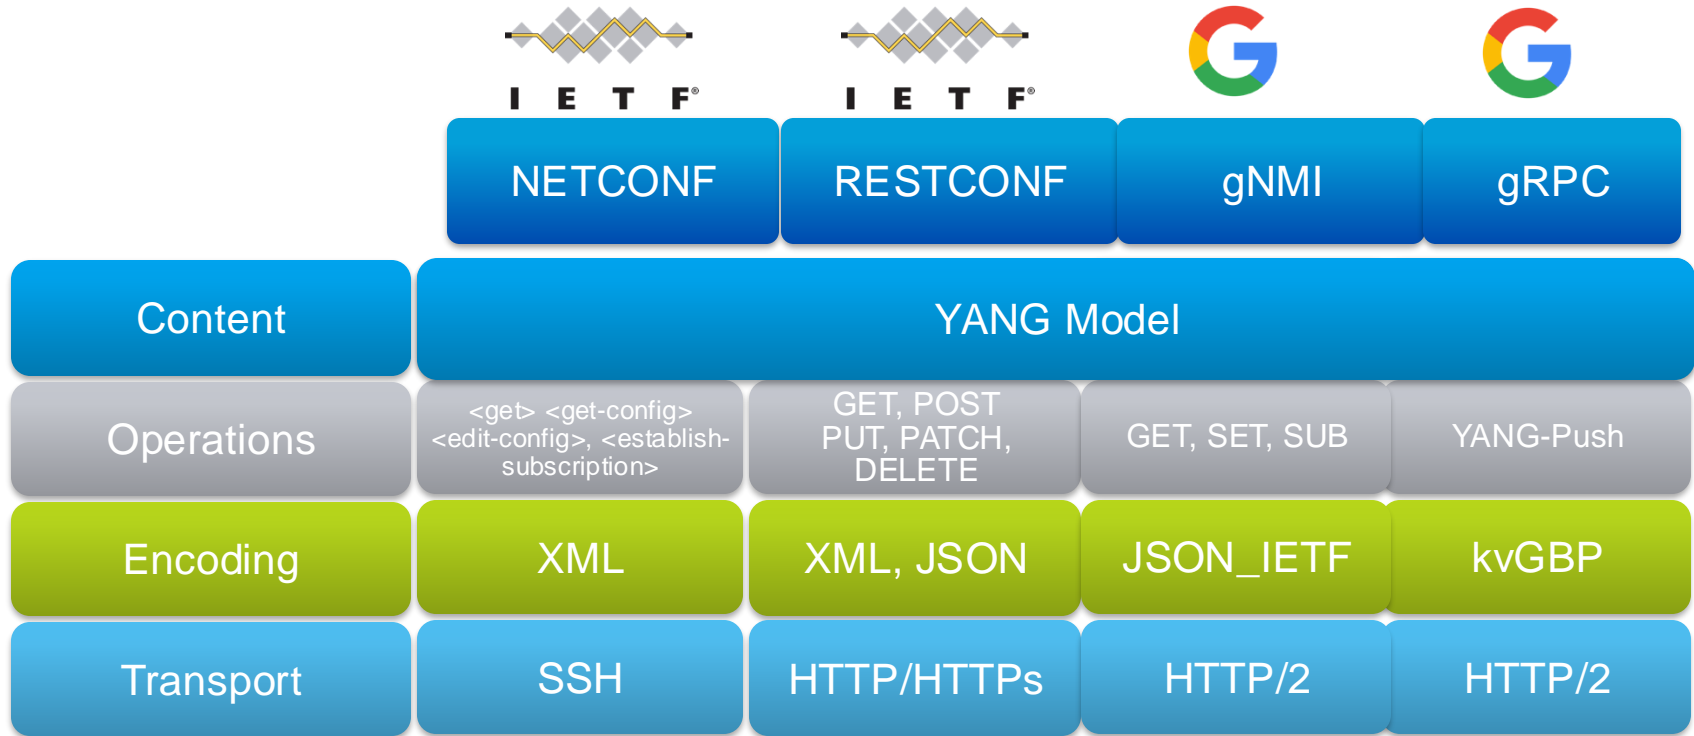 I E T F®
I E T F®
NETCONF
RESTCONF
gNMI
gRPC
Content
YANG Model
Operations
<get> <get-config>
<edit-config>, <establish-
subscription>
GET, POST
PUT, PATCH,
DELETE
GET, SET, SUB
YANG-Push
Encoding
XML
XML, JSON
JSON_IETF
kvGBP
Transport
SSH
HTTP/HTTPs
HTTP/2
HTTP/2